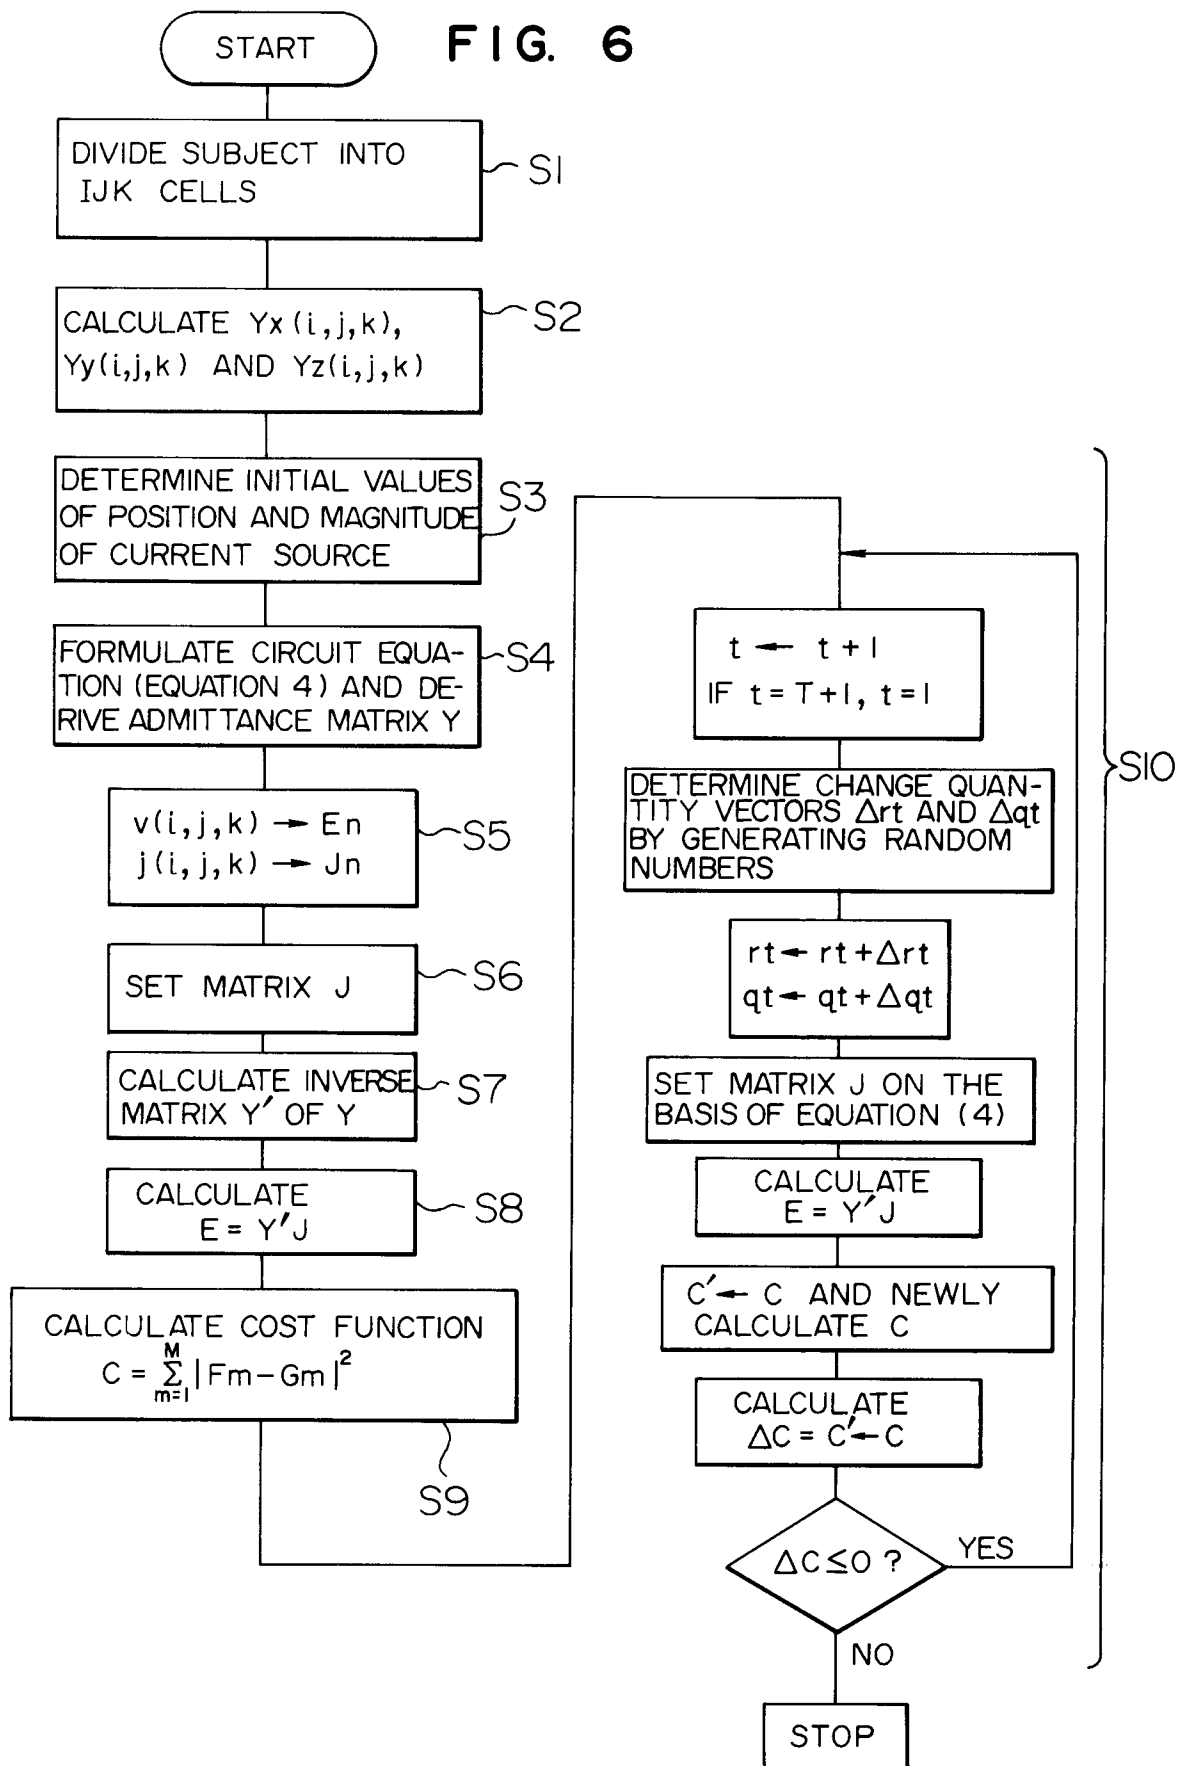 FIG. 6
START
DIVIDE SUBJECT INTO
IJK CELLS
S1
CALCULATE Yx(i,j,k),
Yy(i,j,k) AND Yz(i,j,k)
S2
DETERMINE INITIAL VALUES
OF POSITION AND MAGNITUDE
OF CURRENT SOURCE
S3
FORMULATE CIRCUIT EQUA-
TION (EQUATION 4) AND DE-
RIVE ADMITTANCE MATRIX Y
S4
v(i,j,k) → En
j(i,j,k) → Jn
S5
SET MATRIX J
S6
CALCULATE INVERSE
MATRIX Y' OF Y
S7
CALCULATE
E = Y'J
S8
CALCULATE COST FUNCTION
C = Σ_{m=1}^{M} |Fm-Gm|²
S9
t ← t+1
IF t=T+1, t=1
DETERMINE CHANGE QUAN-
TITY VECTORS Δrt AND Δqt
BY GENERATING RANDOM
NUMBERS
rt ← rt+Δrt
qt ← qt+Δqt
SET MATRIX J ON THE
BASIS OF EQUATION (4)
CALCULATE
E = Y'J
C' ← C AND NEWLY
CALCULATE C
CALCULATE
ΔC = C' ← C
ΔC ≤ 0 ?
YES
NO
STOP
S10